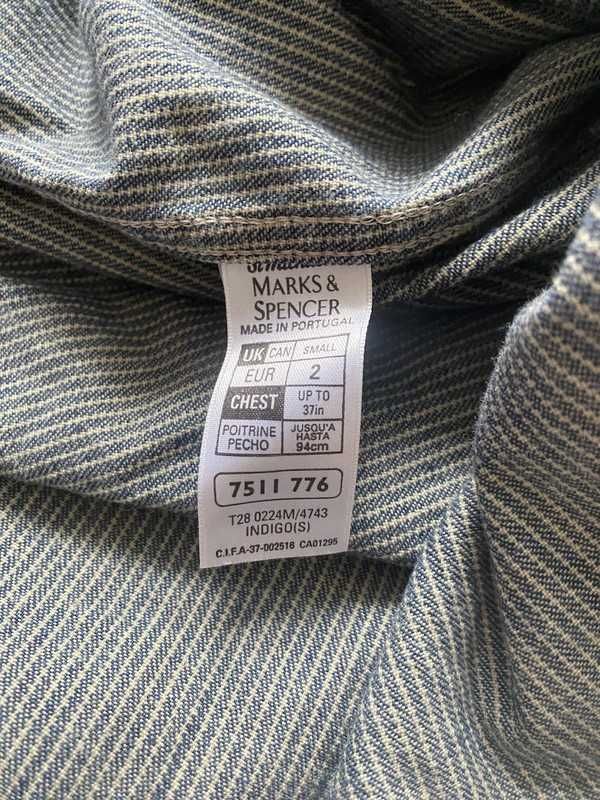 MARKS &
SPENCER
MADE IN PORTUGAL
UK CAN SMALL
EUR 2
CHEST UP TO 37in
POITRINE PECHO JUSQU'A HASTA 94cm
7511 776
T28 0224M/4743
INDIGO(S)
C.I.F.A-37-002516 CA01295